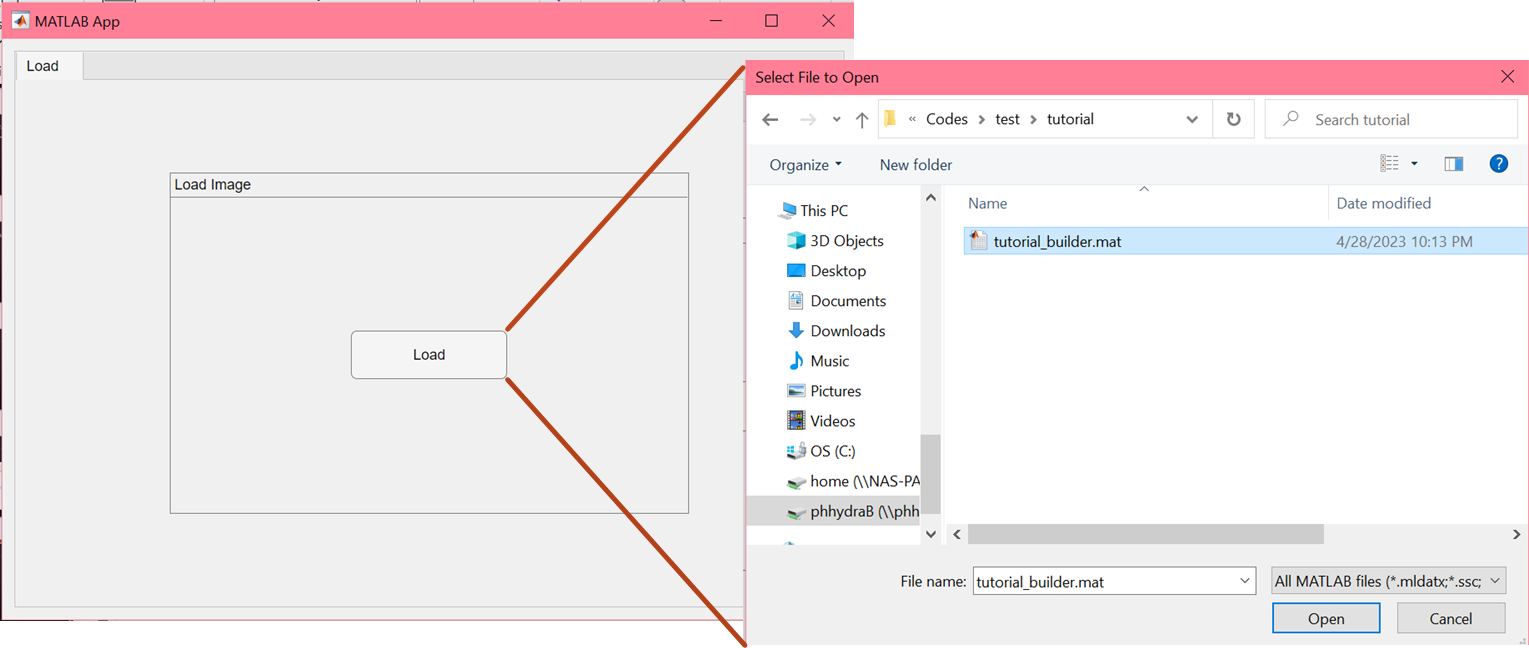 MATLAB App
Load
Load Image
Load
Select File to Open
« Codes > test > tutorial
Search tutorial
Organize
New folder
Name
Date modified
This PC
3D Objects
Desktop
Documents
Downloads
Music
Pictures
Videos
OS (C:)
home (\\NAS-PA
phhydraB (\\phh
tutorial_builder.mat 4/28/2023 10:13 PM
File name: tutorial_builder.mat
All MATLAB files (*.mldatx;*.ssc;
Open
Cancel